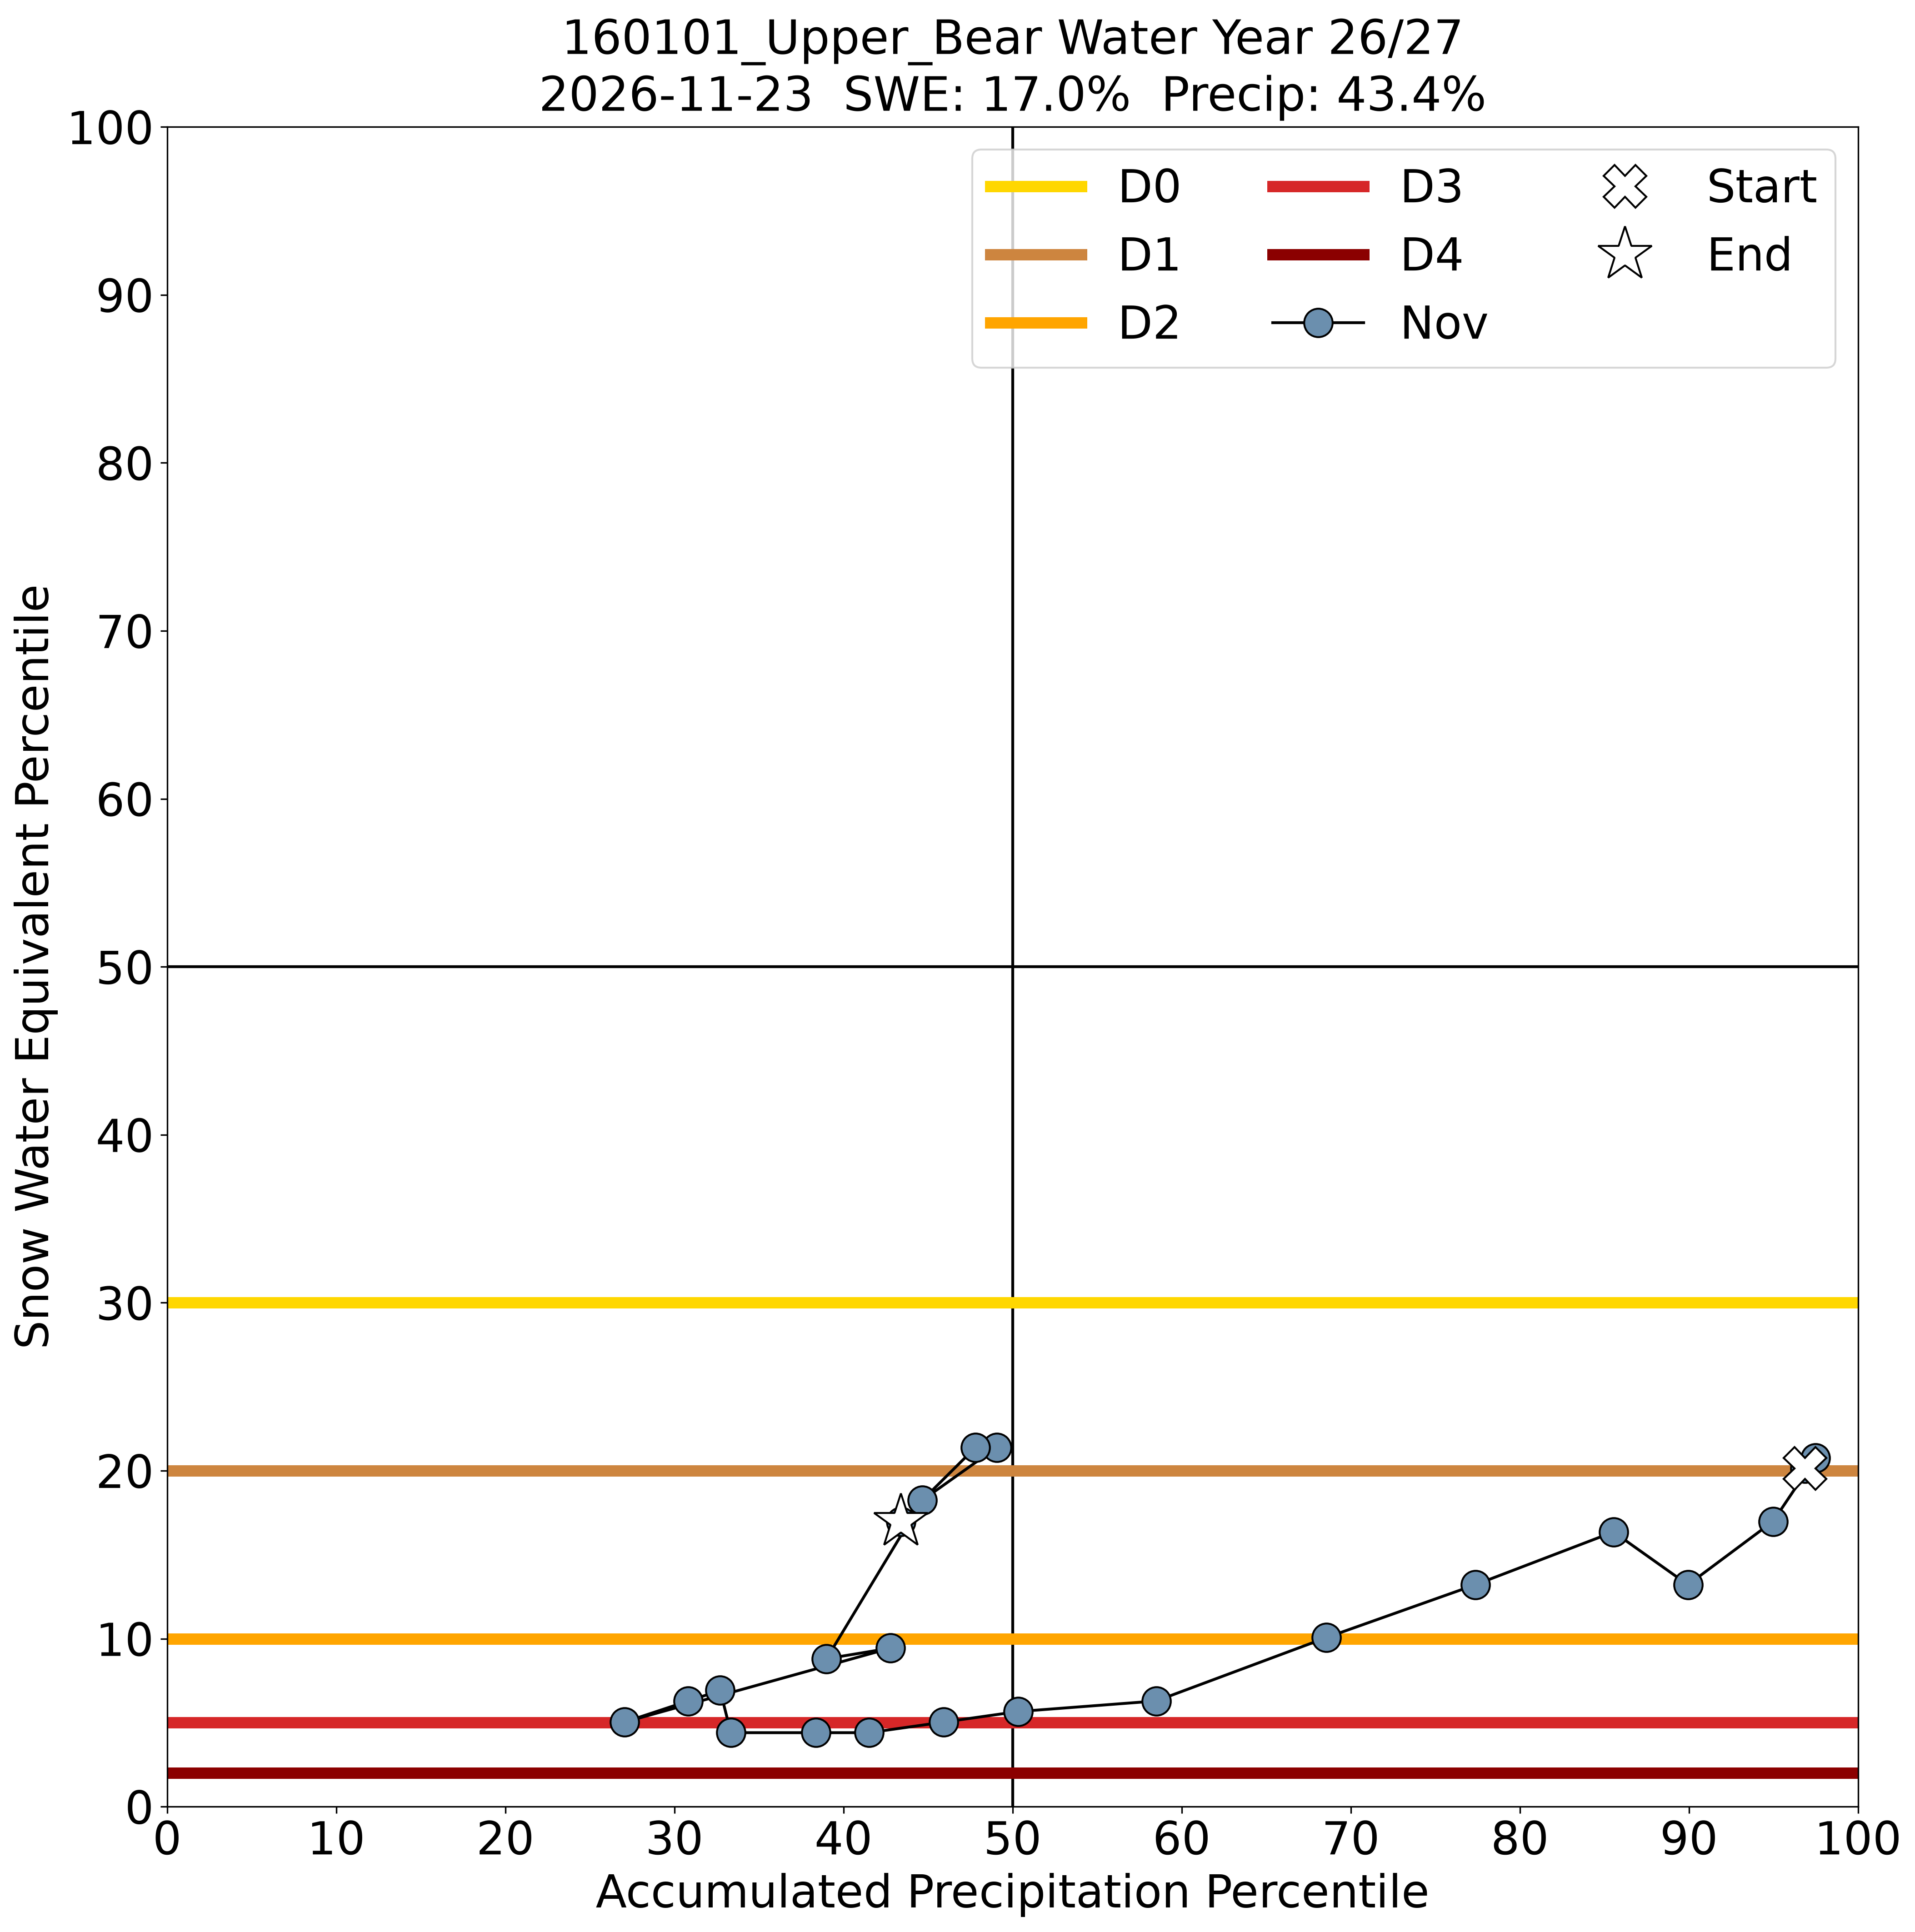 160101_Upper_Bear Water Year 26/27
2026-11-23  SWE: 17.0%  Precip: 43.4%
100
90
80
70
60
50
40
30
20
10
0
Snow Water Equivalent Percentile
D0
D1
D2
D3
D4
Nov
Start
End
0 10 20 30 40 50 60 70 80 90 100
Accumulated Precipitation Percentile